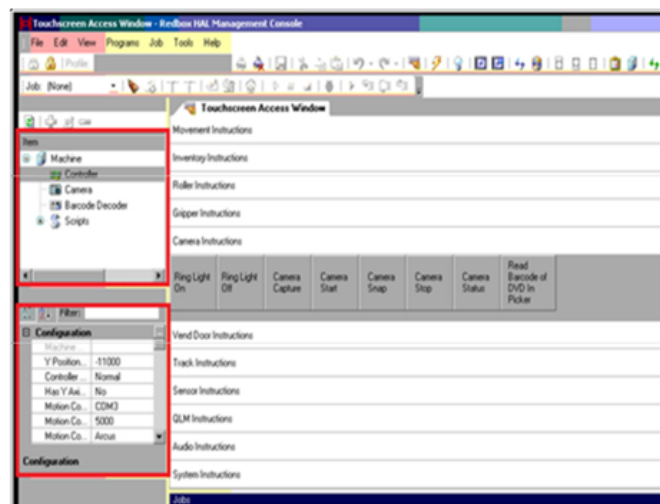 Touchscreen Access Window - Redbox HAL Management Console
File Edit View Programs Job Tools Help
Profile
Job: (None)
Touchscreen Access Window
Movement Instructions
Item
Inventory Instructions
Machine
Controller
Roller Instructions
Camera
Barcode Decoder
Gripper Instructions
Scripts
Camera Instructions
Ring Light On
Ring Light Off
Camera Capture
Camera Start
Camera Snap
Camera Stop
Camera Status
Read Barcode of DVD In Picker
Filter:
Configuration
Vend Door Instructions
Machine
Y Position... -11000
Track Instructions
Controller ... Normal
Has Y Axi... No
Sensor Instructions
Motion Co... COM3
Motion Co... 5000
QLM Instructions
Motion Co... Arcus
Audio Instructions
Configuration
System Instructions
Jobs